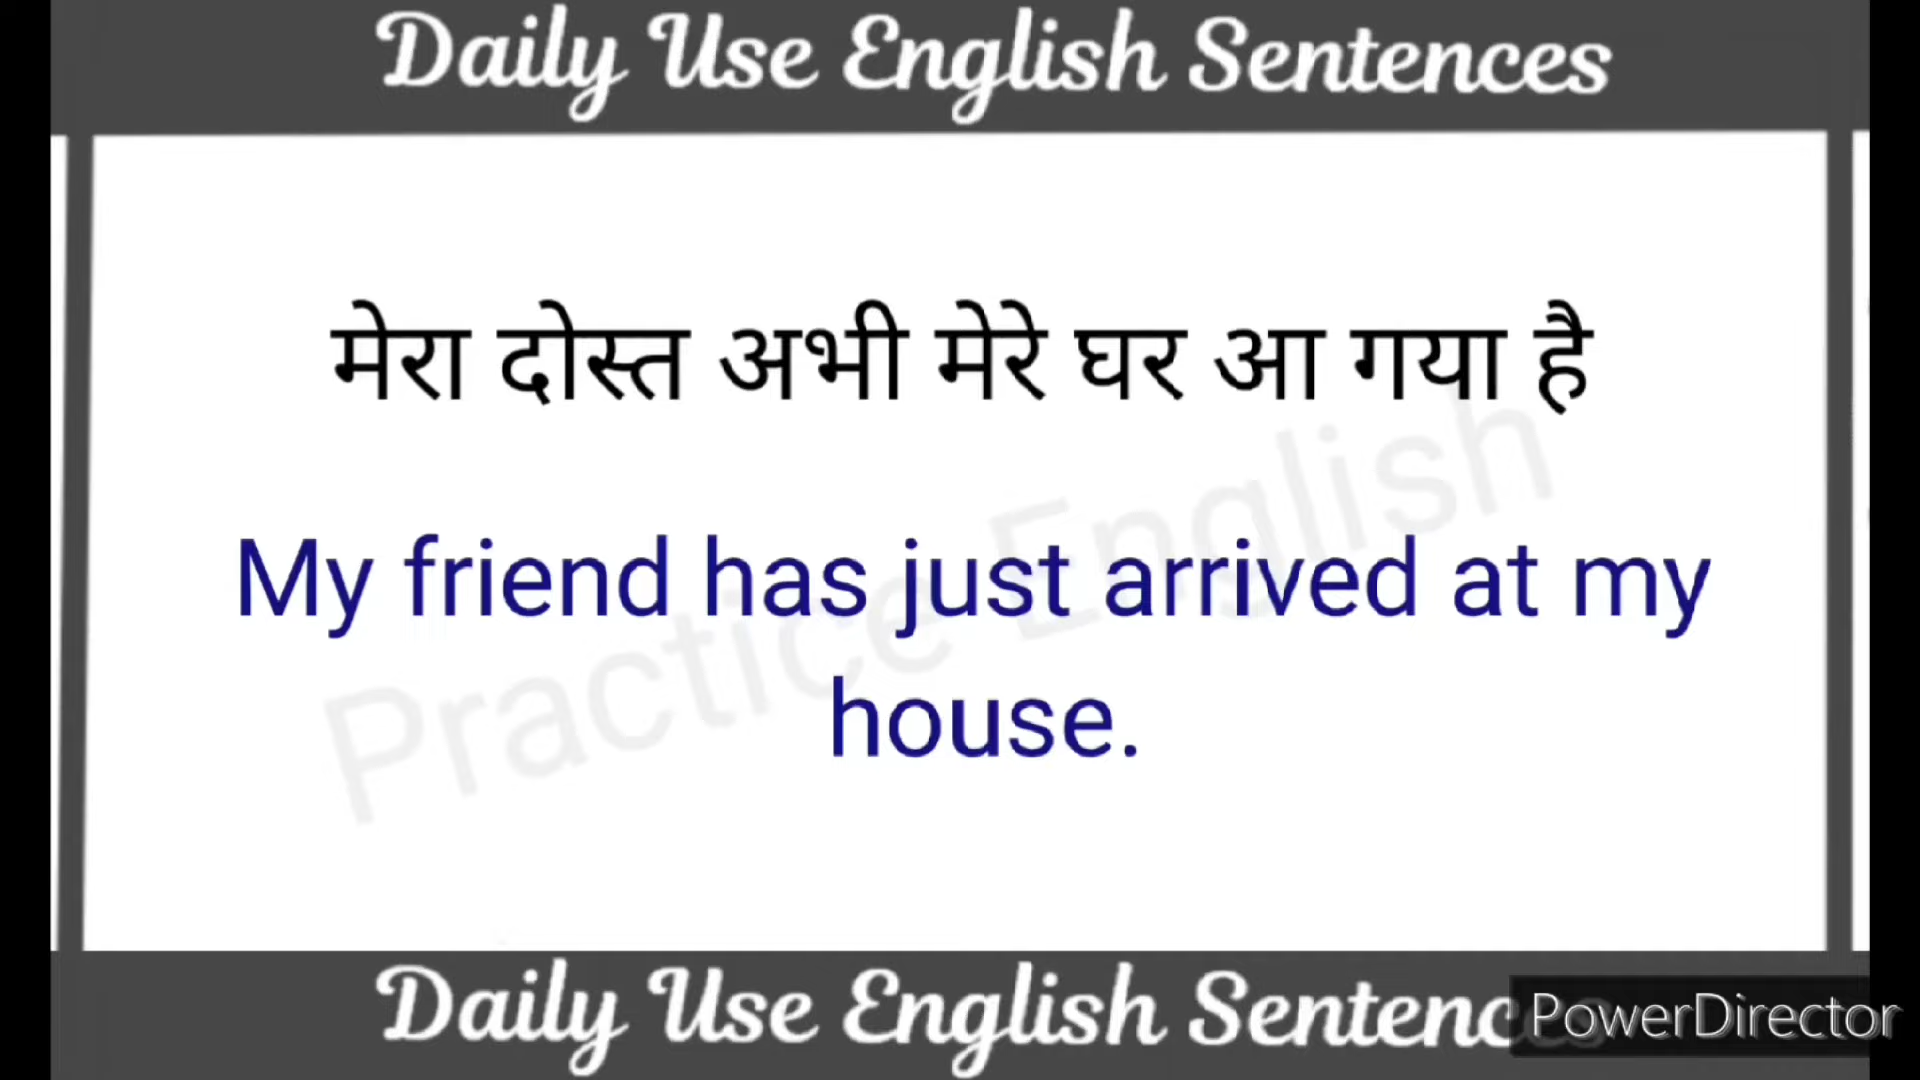 Daily Use English Sentences
मेरा दोस्त अभी मेरे घर आ गया है
My friend has just arrived at my
house.
Practice English
Daily Use English Sentences
PowerDirector